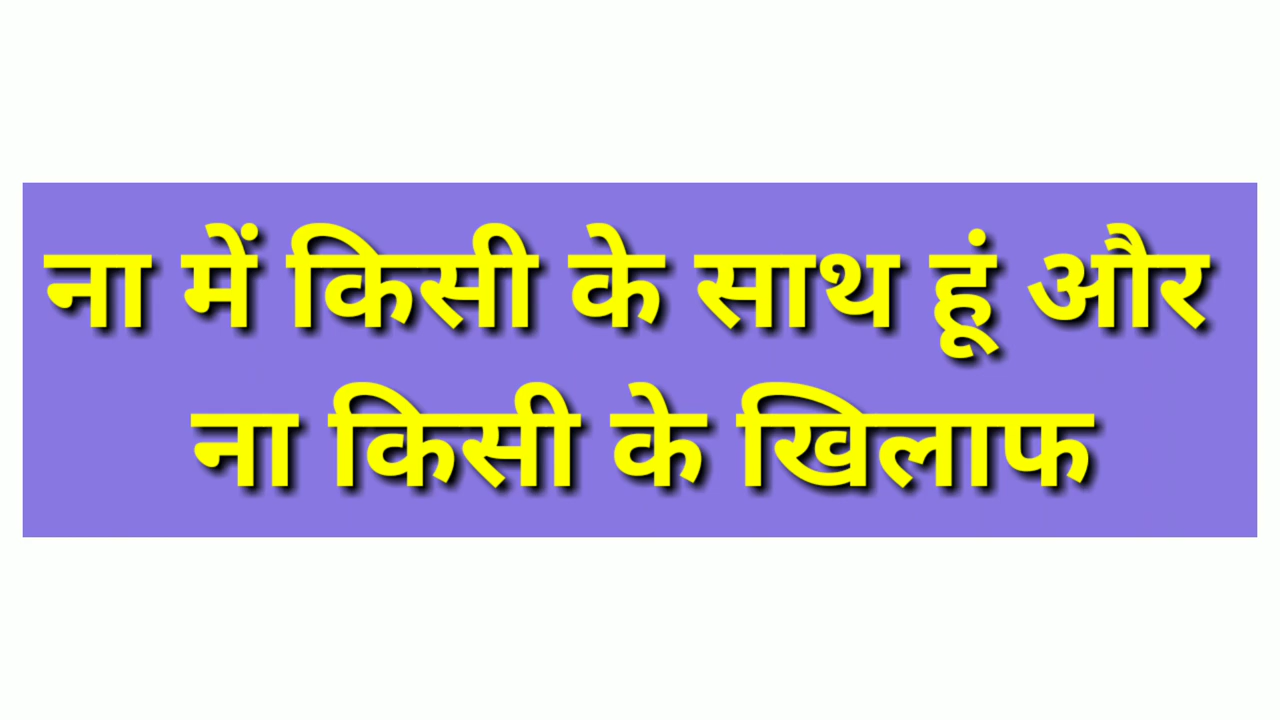 ना में किसी के साथ हूं और
ना किसी के खिलाफ